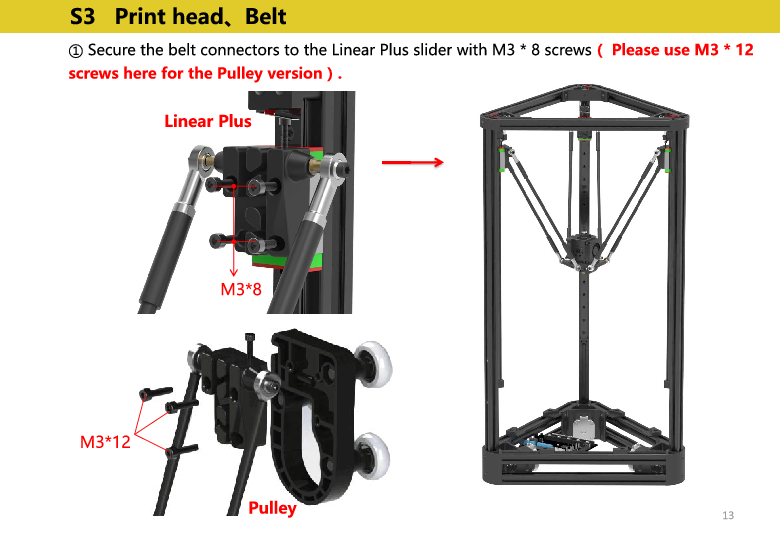 S3 Print head、Belt
① Secure the belt connectors to the Linear Plus slider with M3 * 8 screws ( Please use M3 * 12
screws here for the Pulley version ) .
Linear Plus
M3*8
M3*12
Pulley
13